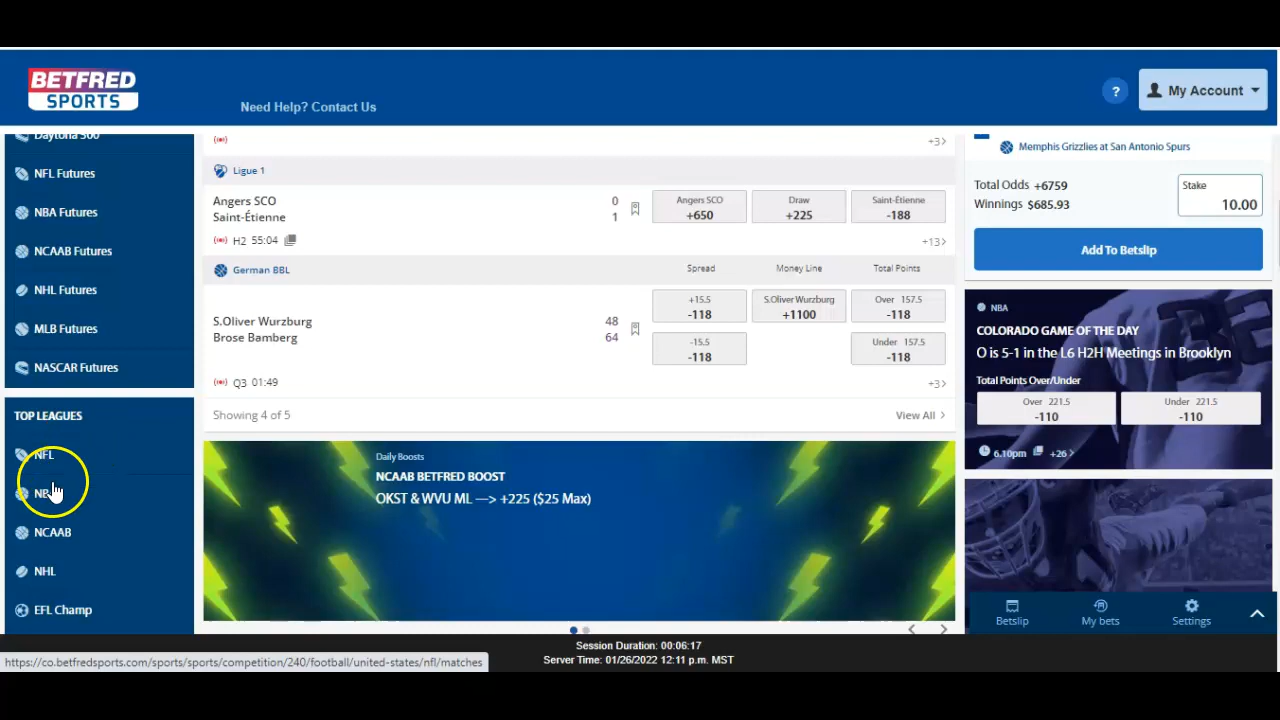 BETFRED
SPORTS
Need Help? Contact Us
?
My Account
Daytona 500
NFL Futures
NBA Futures
NCAAB Futures
NHL Futures
MLB Futures
NASCAR Futures
TOP LEAGUES
NFL
NCAAB
NHL
EFL Champ
+3>
Ligue 1
Angers SCO
Saint-Étienne
0
1
Angers SCO
+650
Draw
+225
Saint-Étienne
-188
H2 55:04
+13>
German BBL
Spread
Money Line
Total Points
S.Oliver Wurzburg
Brose Bamberg
48
64
+15.5
-118
S.Oliver Wurzburg
+1100
Over 157.5
-118
-15.5
-118
Under 157.5
-118
Q3 01:49
+3>
Showing 4 of 5
View All >
Daily Boosts
NCAAB BETFRED BOOST
OKST & WVU ML —> +225 ($25 Max)
Memphis Grizzlies at San Antonio Spurs
Total Odds +6759
Winnings $685.93
Stake
10.00
Add To Betslip
NBA
COLORADO GAME OF THE DAY
O is 5-1 in the L6 H2H Meetings in Brooklyn
Total Points Over/Under
Over 221.5
-110
Under 221.5
-110
6.10pm +26>
Betslip
My bets
Settings
Session Duration: 00:06:17
Server Time: 01/26/2022 12:11 p.m. MST
https://co.betfredsports.com/sports/sports/competition/240/football/united-states/nfl/matches